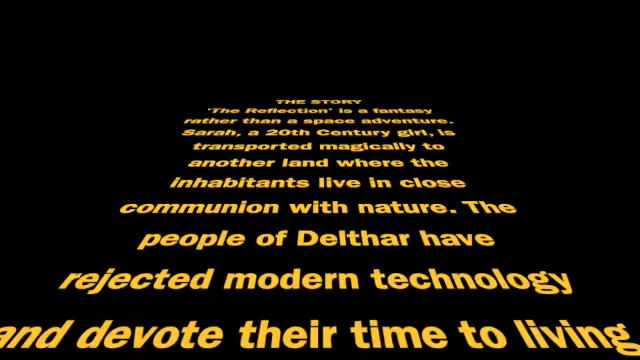 THE STORY
'The Reflection' is a fantasy
rather than a space adventure.
Sarah, a 20th Century girl, is
transported magically to
another land where the
inhabitants live in close
communion with nature. The
people of Delthar have
rejected modern technology
and devote their time to living